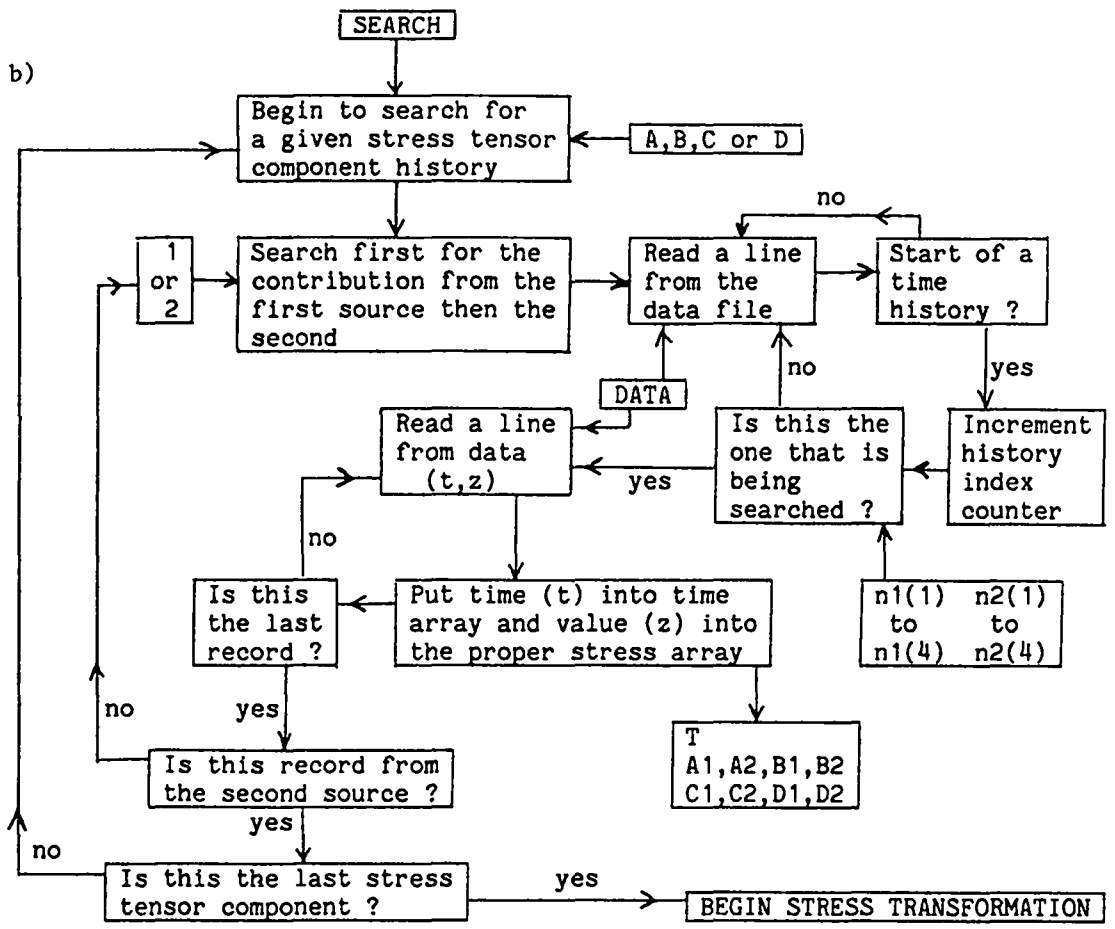 SEARCH
b)
Begin to search for
a given stress tensor
component history
A,B,C or D
no
1
or
2
Search first for the
contribution from the
first source then the
second
Read a line
from the
data file
Start of a
time
history ?
no
yes
DATA
Read a line
from data
(t,z)
Is this the
one that is
being
searched ?
Increment
history
index
counter
yes
no
Is this
the last
record ?
Put time (t) into time
array and value (z) into
the proper stress array
n1(1) n2(1)
to to
n1(4) n2(4)
no
yes
T
A1,A2,B1,B2
C1,C2,D1,D2
Is this record from
the second source ?
yes
no
Is this the last stress
tensor component ?
yes
BEGIN STRESS TRANSFORMATION